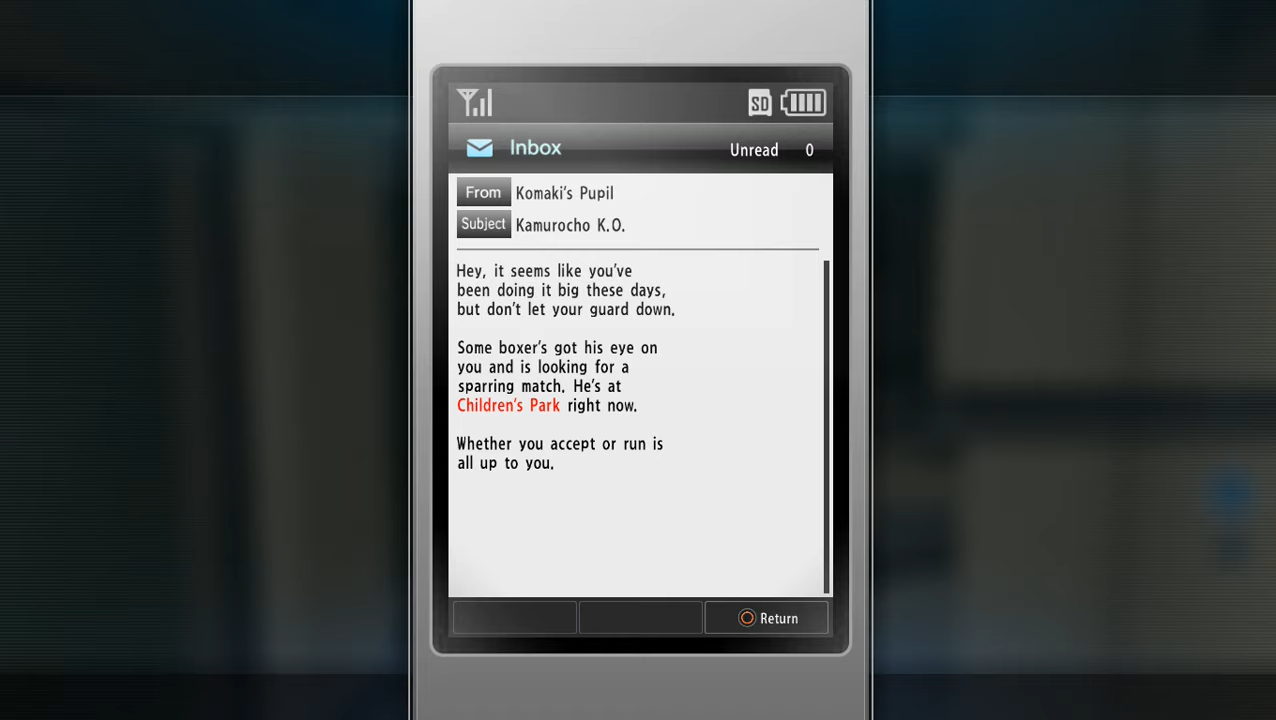 SD
Inbox
Unread 0
From Komaki's Pupil
Subject Kamurocho K.O.
Hey, it seems like you've
been doing it big these days,
but don't let your guard down.
Some boxer's got his eye on
you and is looking for a
sparring match. He's at
Children's Park right now.
Whether you accept or run is
all up to you.
Return